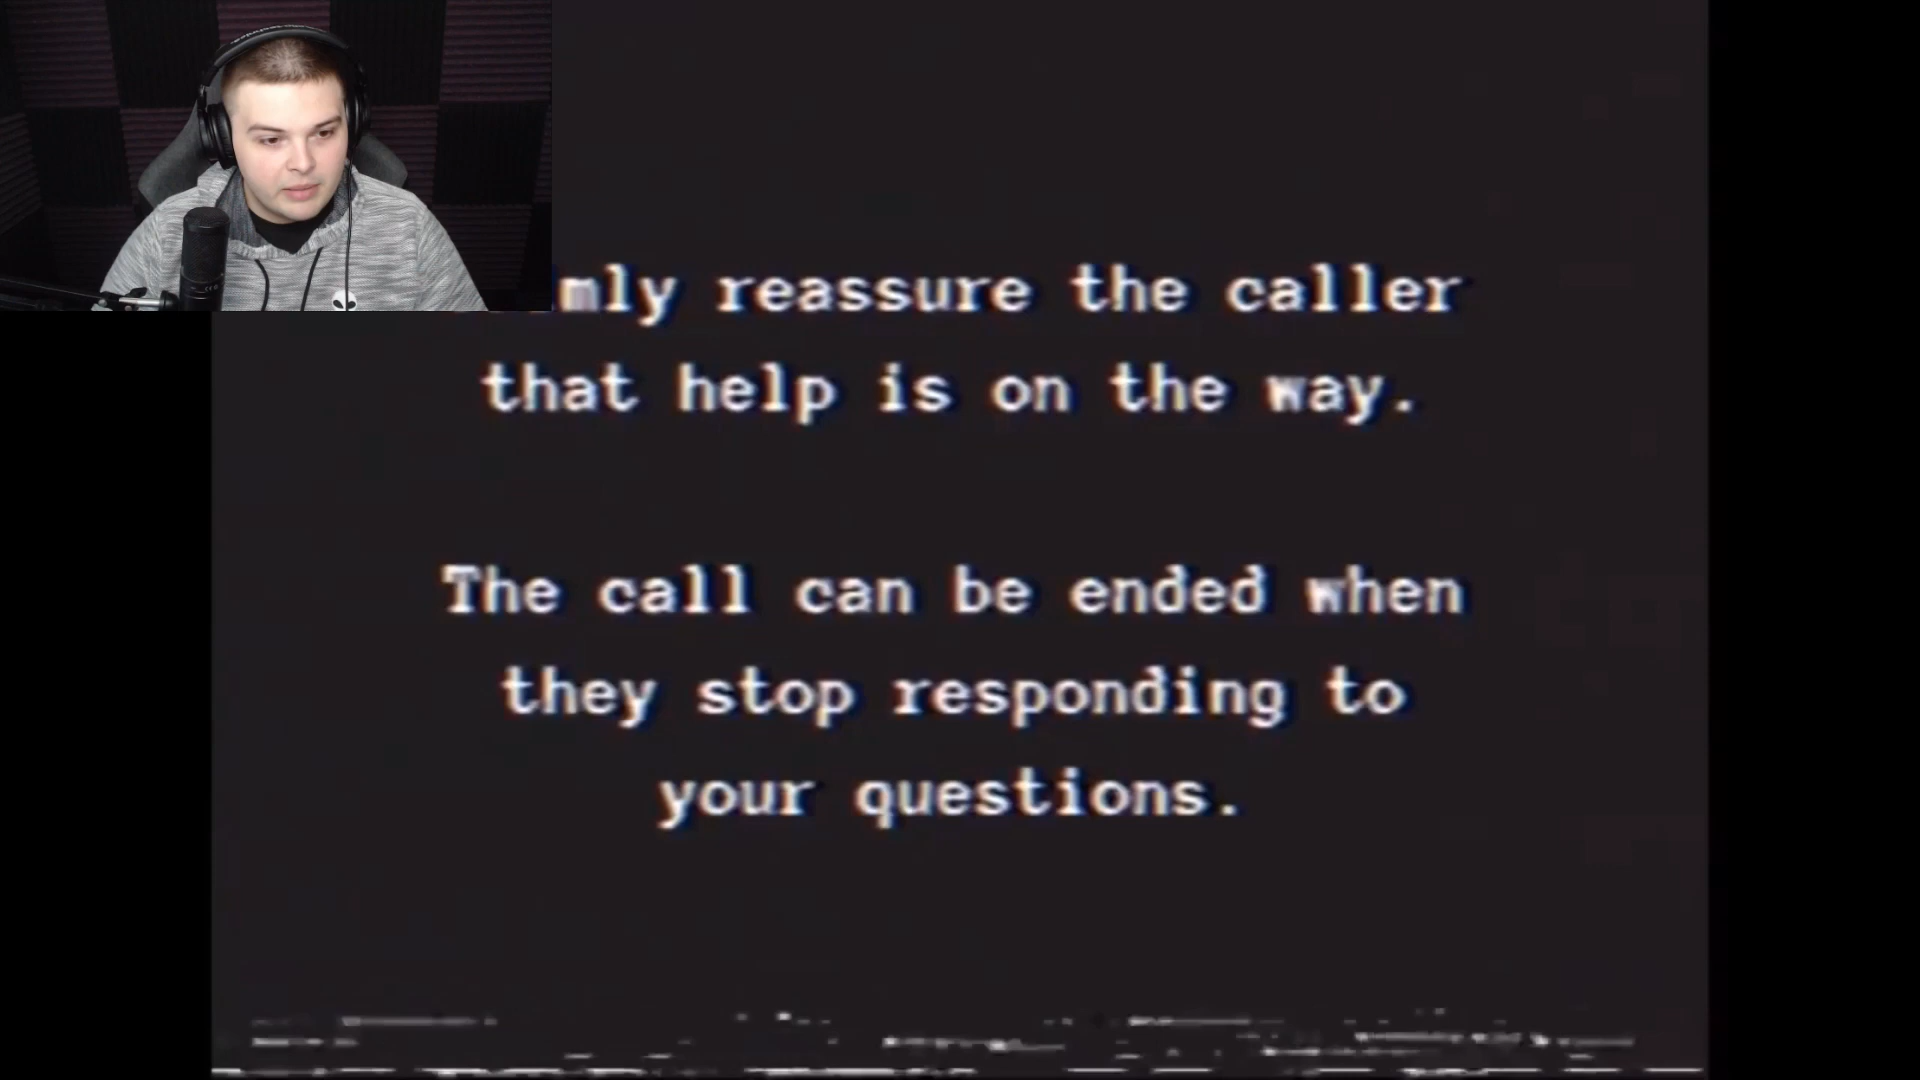 reassure the caller
that help is on the way.
The call can be ended when
they stop responding to
your questions.